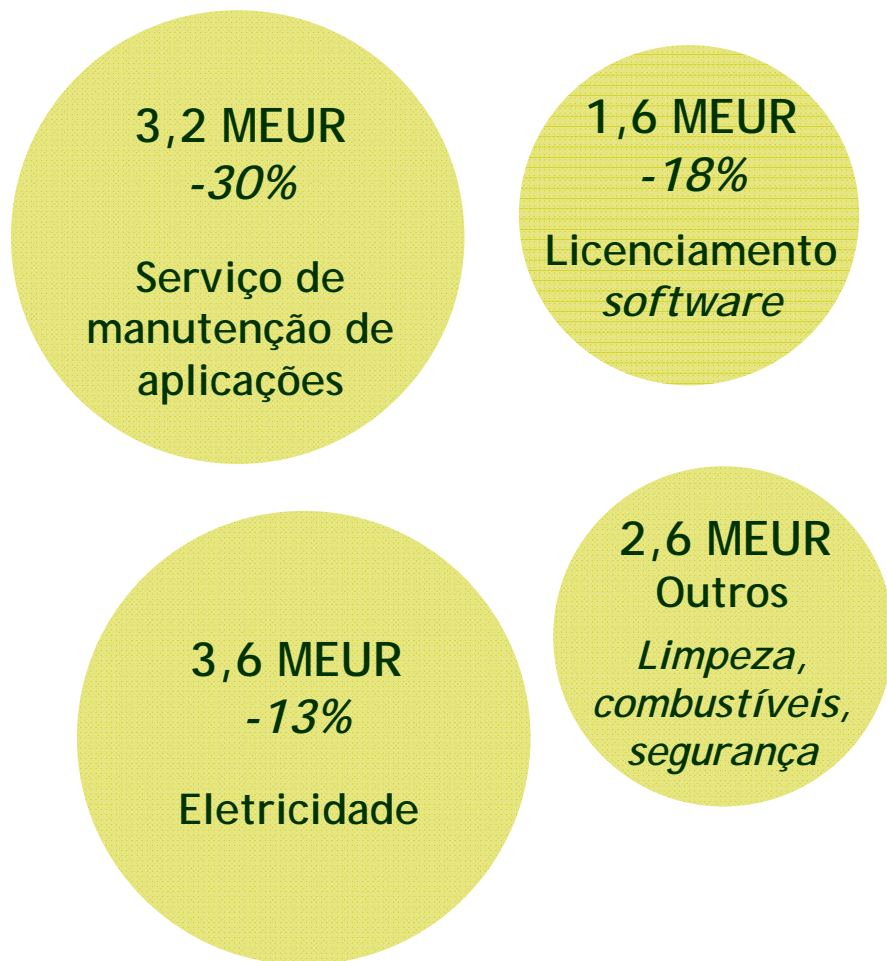 3,2 MEUR
-30%
Serviço de
manutenção de
aplicações
1,6 MEUR
-18%
Licenciamento
software
3,6 MEUR
-13%
Eletricidade
2,6 MEUR
Outros
Limpeza,
combustíveis,
segurança